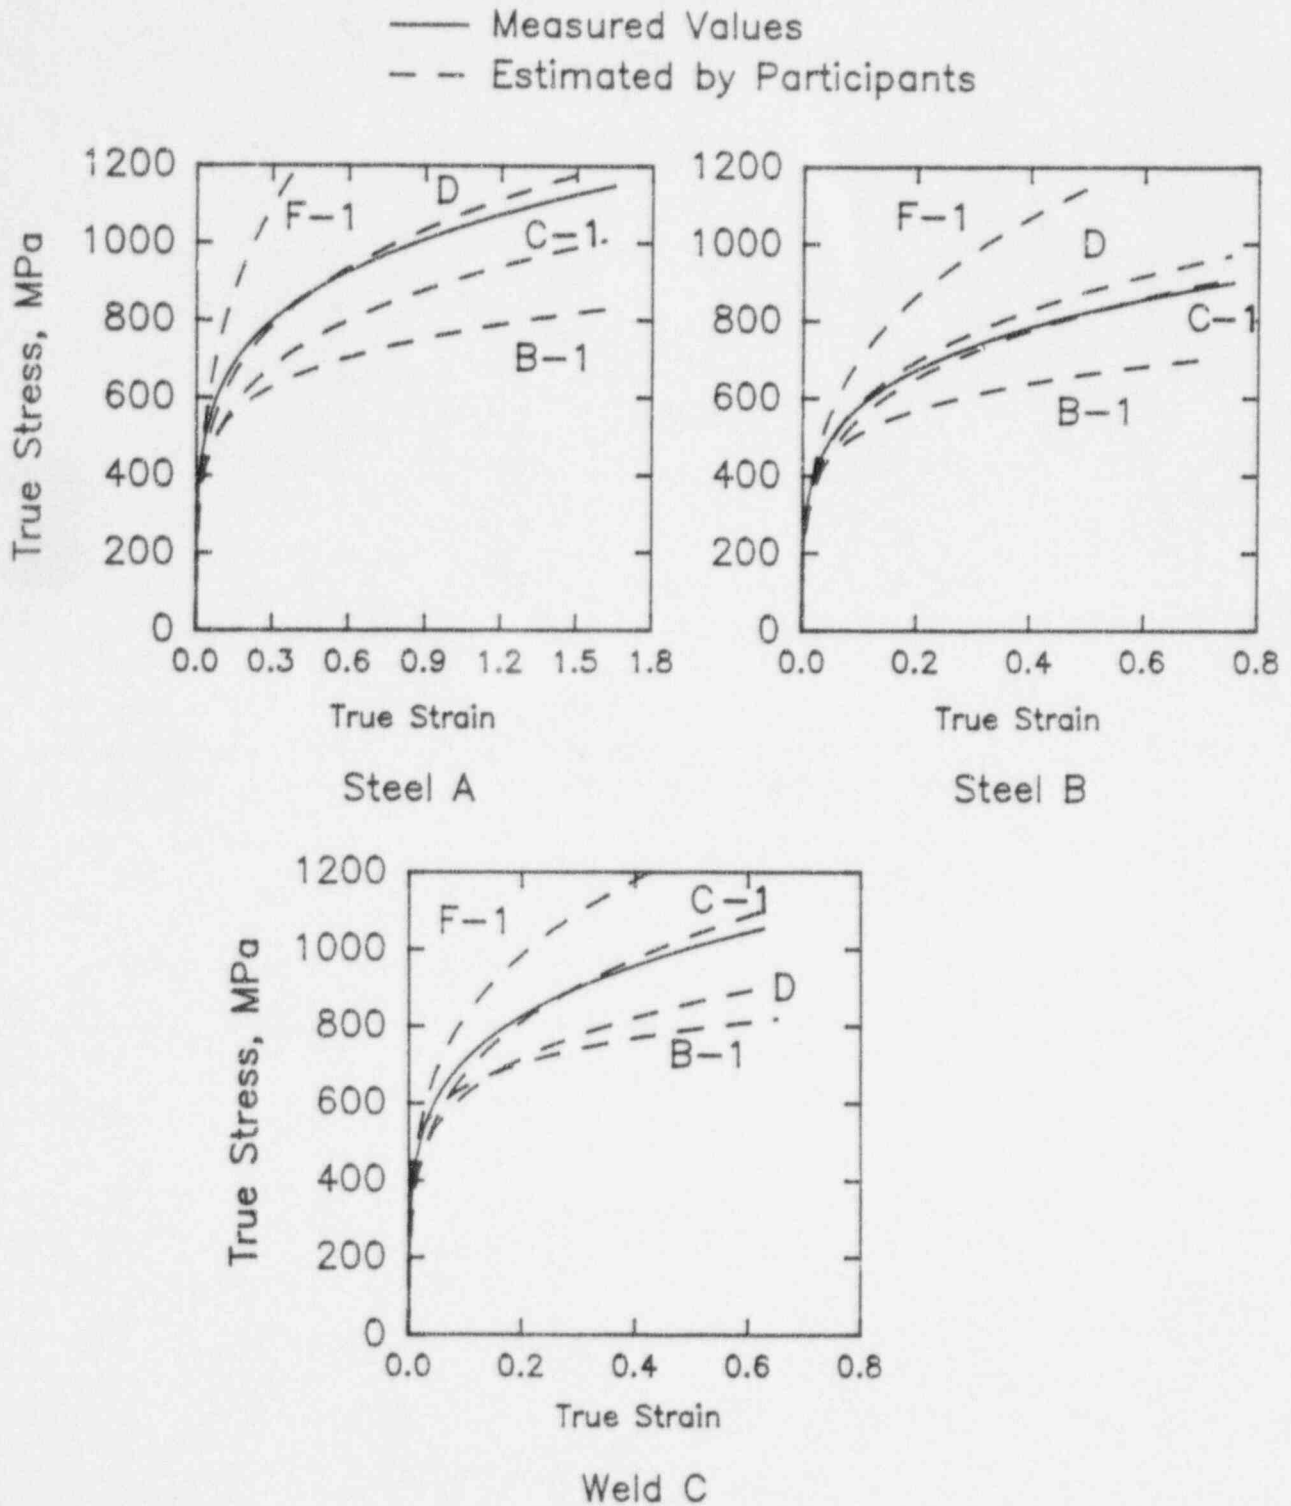 Measured Values
Estimated by Participants
True Stress, MPa
1200
1000
800
600
400
200
0
F-1
D
C-1
B-1
0.0 0.3 0.6 0.9 1.2 1.5 1.8
True Strain
Steel A
1200
1000
800
600
400
200
0
F-1
D
C-1
B-1
0.0 0.2 0.4 0.6 0.8
True Strain
Steel B
True Stress, MPa
1200
1000
800
600
400
200
0
F-1
C-1
D
B-1
0.0 0.2 0.4 0.6 0.8
True Strain
Weld C